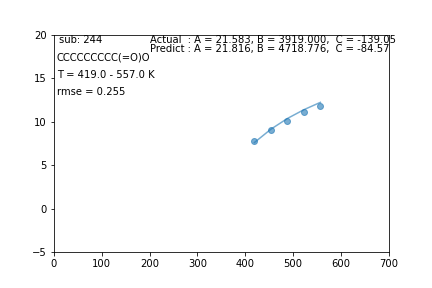 sub: 244
Actual : A = 21.583, B = 3919.000, C = -139.05
Predict : A = 21.816, B = 4718.776, C = -84.57
CCCCCCCCC(=O)O
T = 419.0 - 557.0 K
rmse = 0.255
20
15
10
5
0
−5
0 100 200 300 400 500 600 700